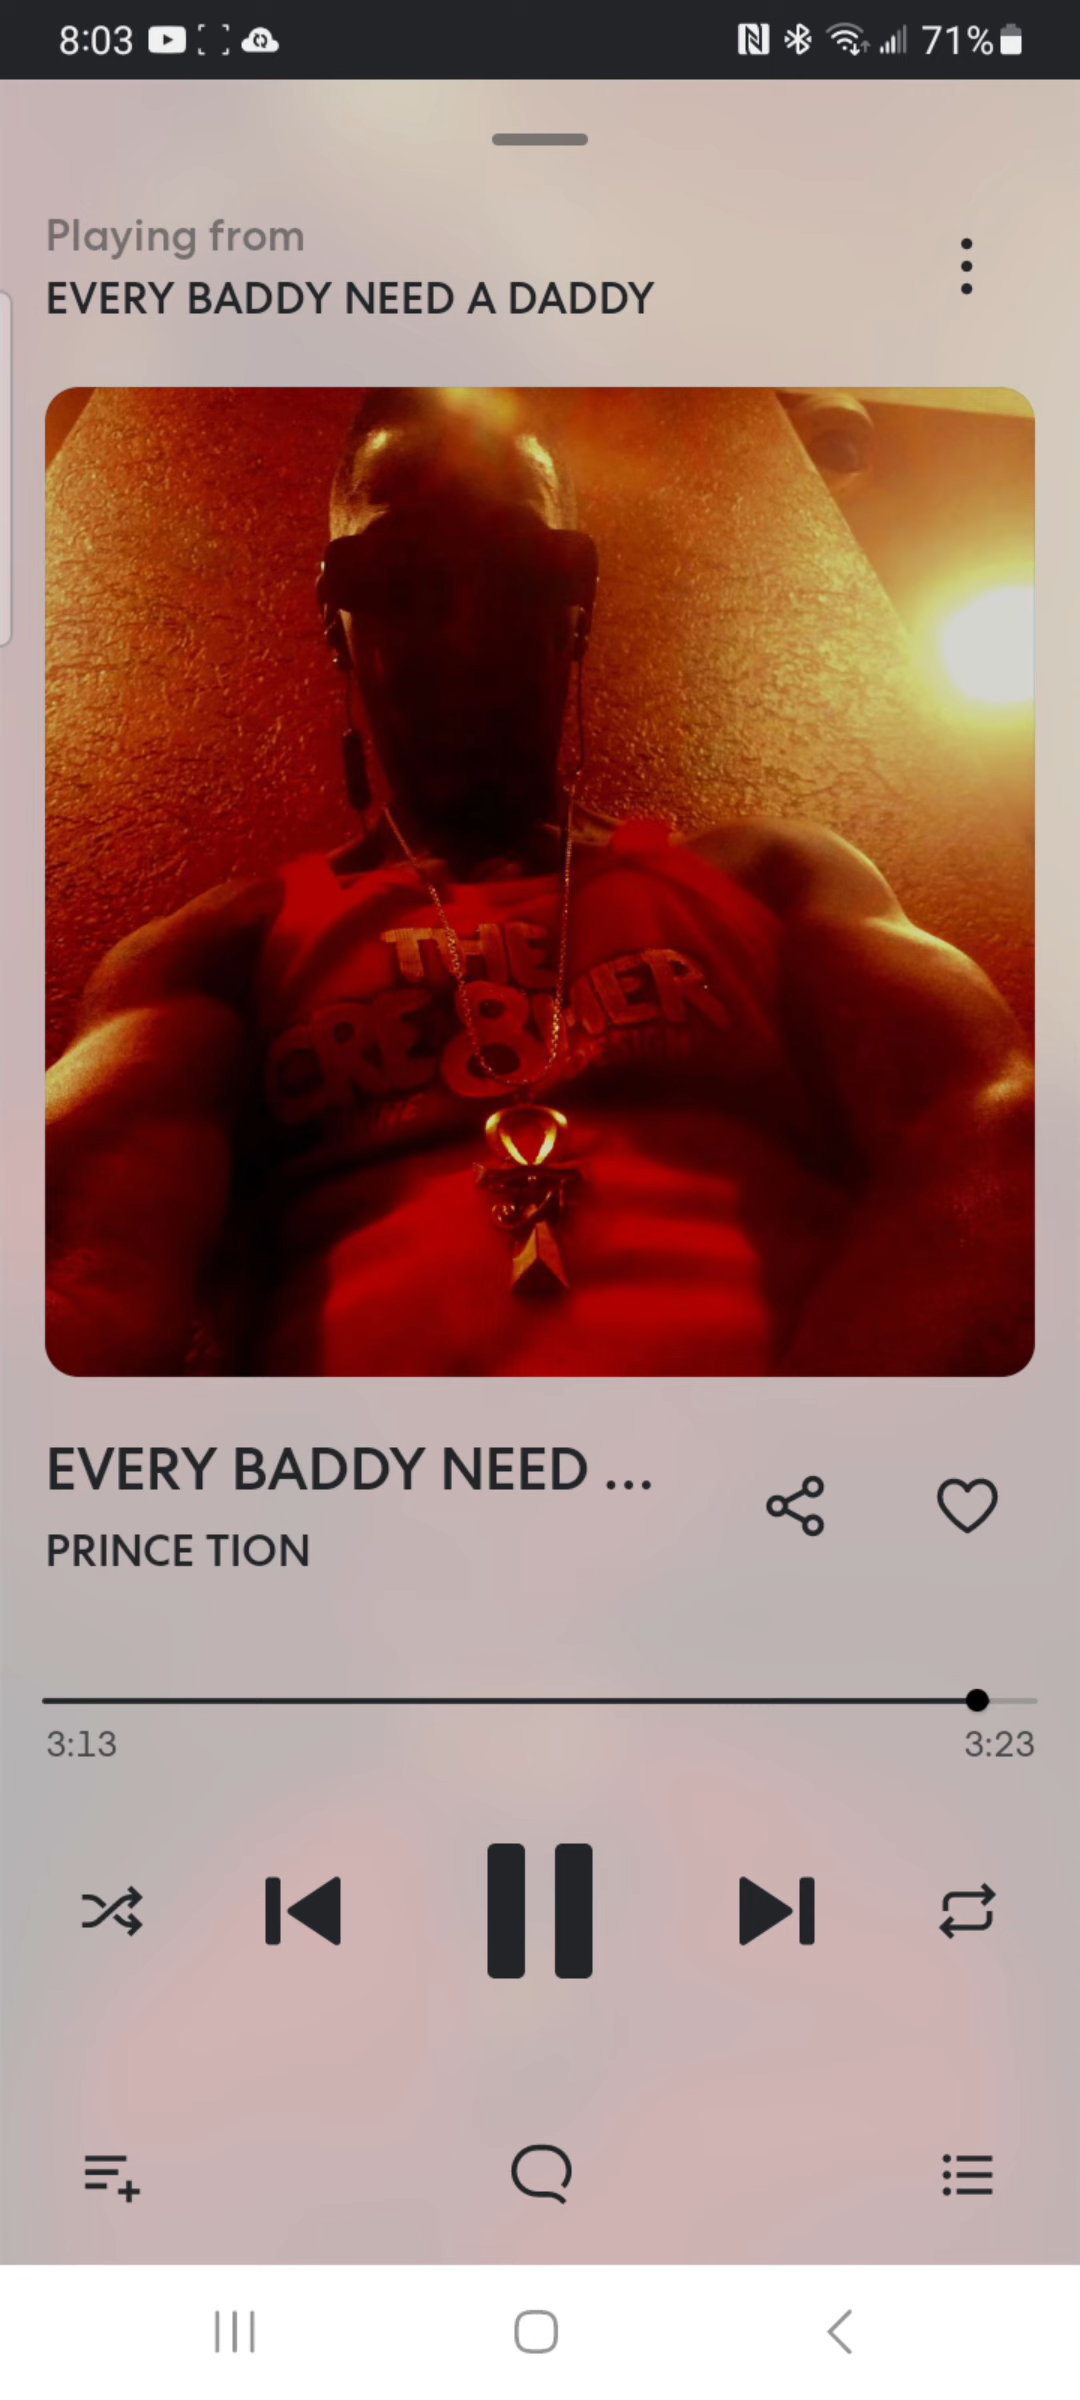 8:03
71%
Playing from
EVERY BADDY NEED A DADDY
THE
CRE8MER
EVERY BADDY NEED ...
PRINCE TION
3:13
3:23